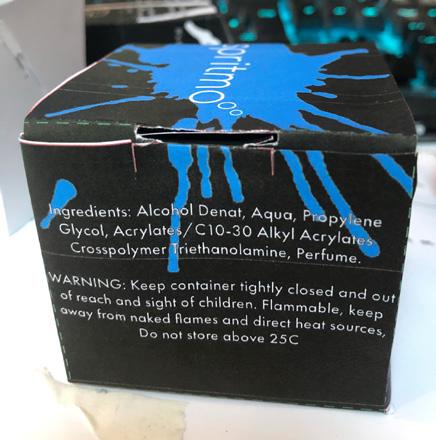 spritmo
Ingredients: Alcohol Denat, Aqua, Propylene
Glycol, Acrylates/C10-30 Alkyl Acrylates
Crosspolymer Triethanolamine, Perfume.
WARNING: Keep container tightly closed and out
of reach and sight of children. Flammable, keep
away from naked flames and direct heat sources,
Do not store above 25C